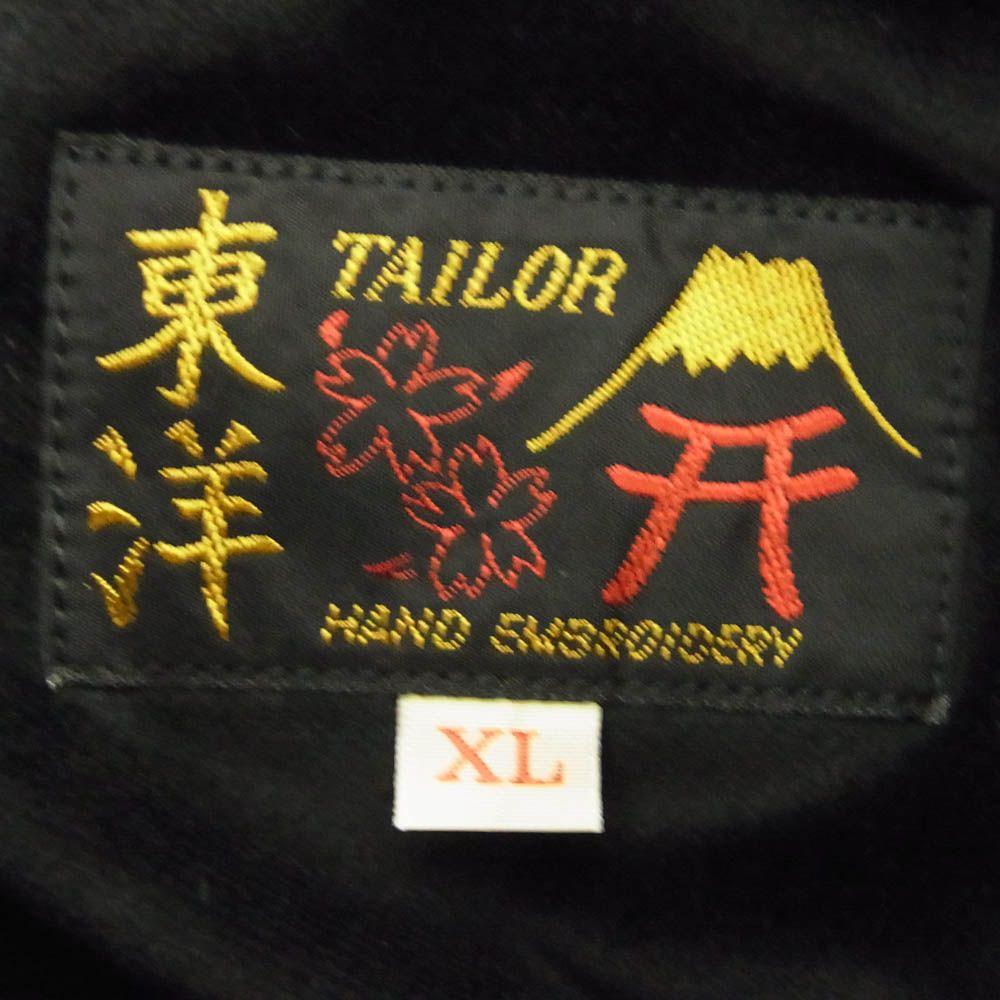 東洋
TAILOR
HAND EMBROIDERY
XL